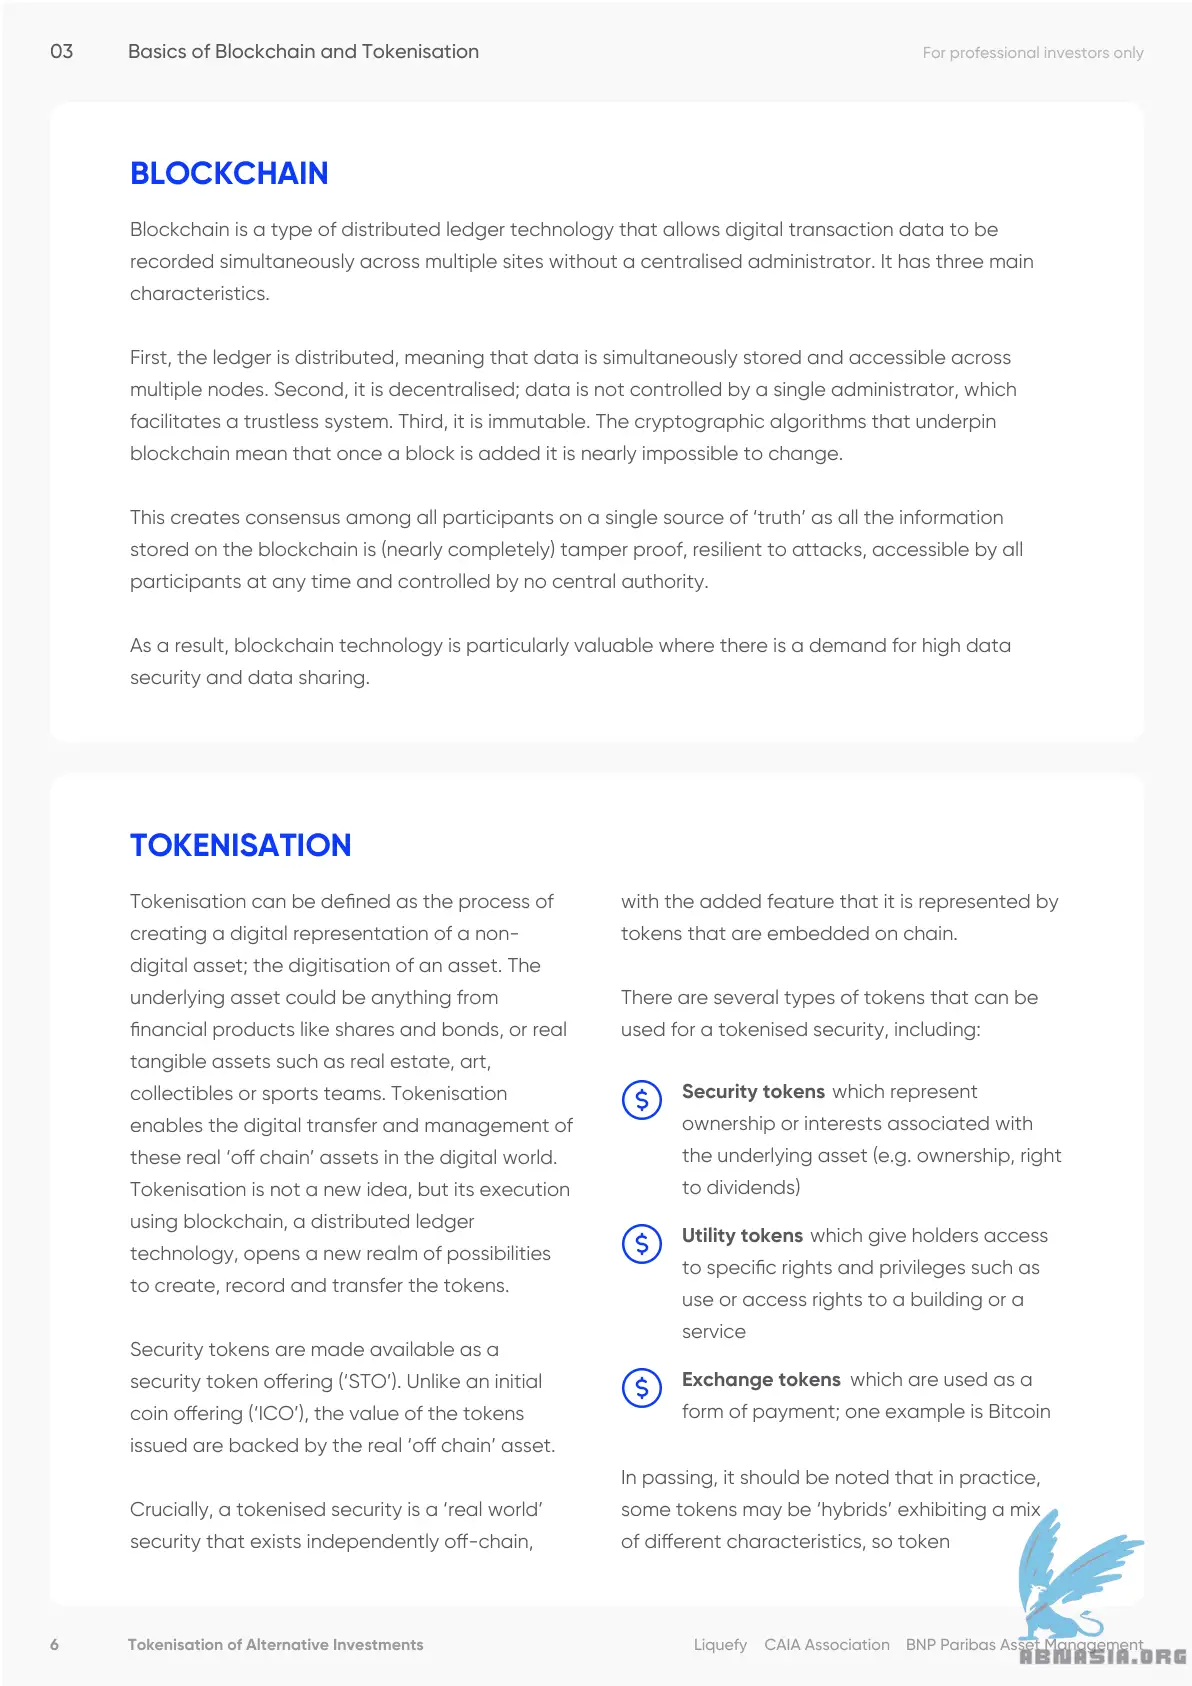 03 Basics of Blockchain and Tokenisation For professional investors only
BLOCKCHAIN
Blockchain is a type of distributed ledger technology that allows digital transaction data to be
recorded simultaneously across multiple sites without a centralised administrator. It has three main
characteristics.
First, the ledger is distributed, meaning that data is simultaneously stored and accessible across
multiple nodes. Second, it is decentralised; data is not controlled by a single administrator, which
facilitates a trustless system. Third, it is immutable. The cryptographic algorithms that underpin
blockchain mean that once a block is added it is nearly impossible to change.
This creates consensus among all participants on a single source of ‘truth’ as all the information
stored on the blockchain is (nearly completely) tamper proof, resilient to attacks, accessible by all
participants at any time and controlled by no central authority.
As a result, blockchain technology is particularly valuable where there is a demand for high data
security and data sharing.
TOKENISATION
Tokenisation can be defined as the process of
creating a digital representation of a non-
digital asset; the digitisation of an asset. The
underlying asset could be anything from
financial products like shares and bonds, or real
tangible assets such as real estate, art,
collectibles or sports teams. Tokenisation
enables the digital transfer and management of
these real ‘off chain’ assets in the digital world.
Tokenisation is not a new idea, but its execution
using blockchain, a distributed ledger
technology, opens a new realm of possibilities
to create, record and transfer the tokens.
Security tokens are made available as a
security token offering (‘STO’). Unlike an initial
coin offering (‘ICO’), the value of the tokens
issued are backed by the real ‘off chain’ asset.
Crucially, a tokenised security is a ‘real world’
security that exists independently off-chain,
with the added feature that it is represented by
tokens that are embedded on chain.
There are several types of tokens that can be
used for a tokenised security, including:
$ Security tokens which represent
ownership or interests associated with
the underlying asset (e.g. ownership, right
to dividends)
$ Utility tokens which give holders access
to specific rights and privileges such as
use or access rights to a building or a
service
$ Exchange tokens which are used as a
form of payment; one example is Bitcoin
In passing, it should be noted that in practice,
some tokens may be ‘hybrids’ exhibiting a mix
of different characteristics, so token
6 Tokenisation of Alternative Investments Liquefy CAIA Association BNP Paribas Asset Management
ABNASIA.ORG